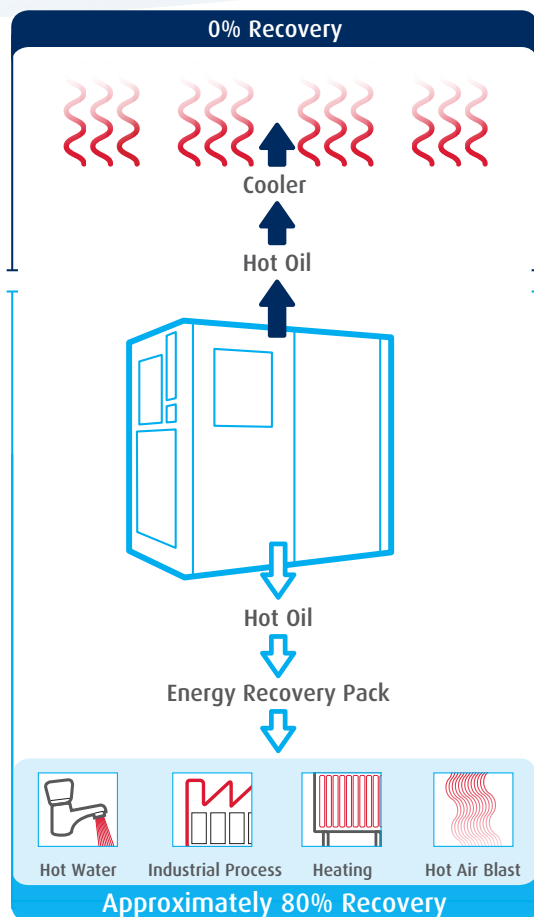 0% Recovery
Cooler
Hot Oil
Hot Oil
Energy Recovery Pack
Hot Water
Industrial Process
Heating
Hot Air Blast
Approximately 80% Recovery